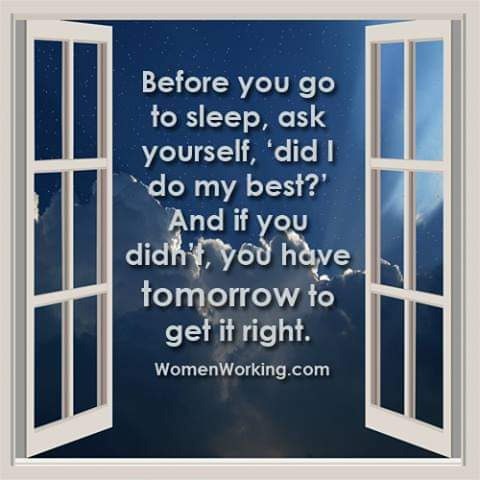 Before you go
to sleep, ask
yourself, ‘did I
do my best?’
And if you
didn't, you have
tomorrow to
get it right.
WomenWorking.com